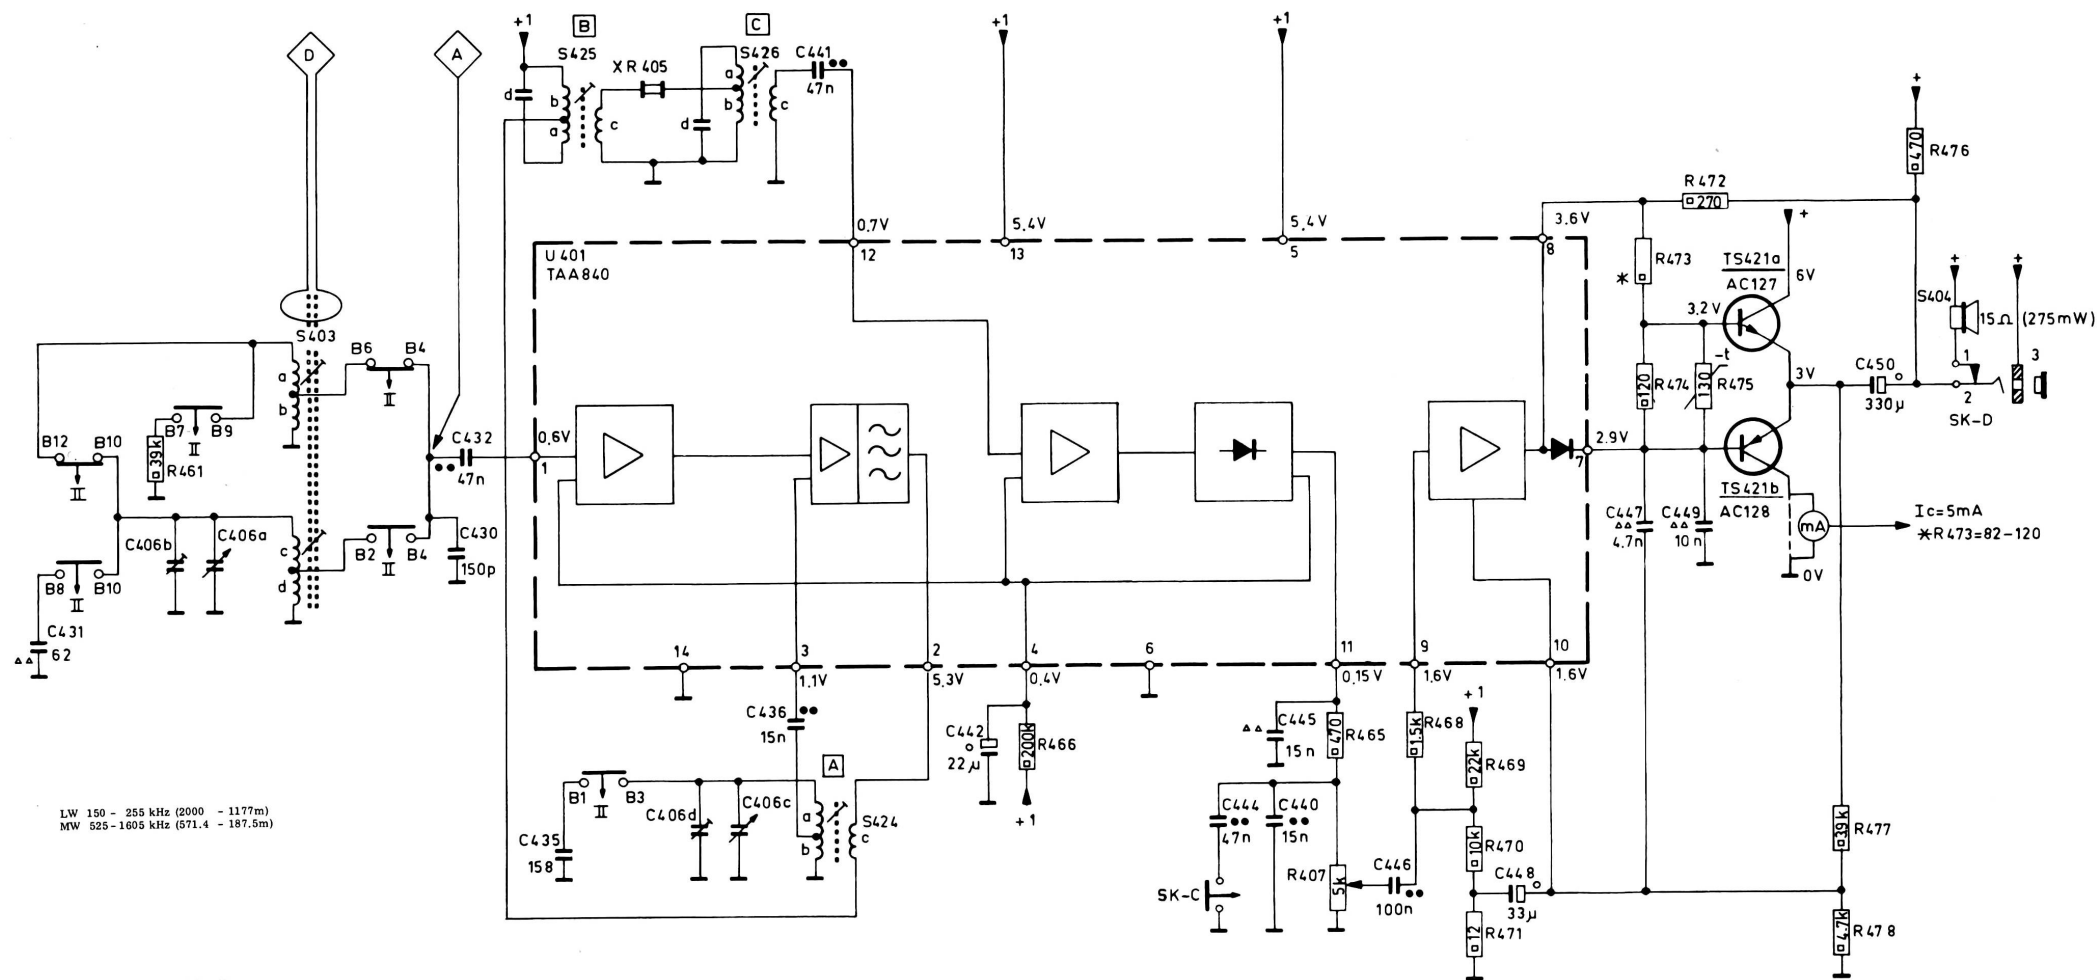 +1
B
S425
d
b
a
c
XR 405
C
S426
a
b
c
d
C441
47n
+1
+1
D
A
+
470
R476
R472
270
3.6V
8
0.7V
12
5.4V
13
5.4V
5
U 401
TAA840
S403
a
b
B6
B4
II
B7
B9
II
39k
R461
B12
B10
II
C432
47n
0.6V
1
R473
*
TS421a
AC127
+
6V
3.2V
120
R474
-t
130
R475
3V
C450
330µ
+
S404
15Ω (275mW)
+
1
2
3
SK-D
2.9V
7
TS421b
AC128
mA
Ic=5mA
*R473=82-120
0V
C447
4.7n
C449
10n
C406b
C406a
c
d
B2
B4
II
C430
150p
B8
B10
II
C431
62
14
3
1.1V
2
5.3V
4
0.4V
6
11
0.15V
9
1.6V
10
1.6V
C436
15n
C442
22µ
200k
R466
+1
C445
15n
470
R465
1.5k
R468
+1
22k
R469
A
S424
a
b
c
B1
B3
II
C406d
C406c
C435
158
C444
47n
C440
15n
SK-C
R407
5k
C446
100n
10k
R470
C448
33µ
12
R471
39k
R477
4.7k
R478
LW 150 - 255 kHz (2000 - 1177m)
MW 525-1605 kHz (571.4 - 187.5m)